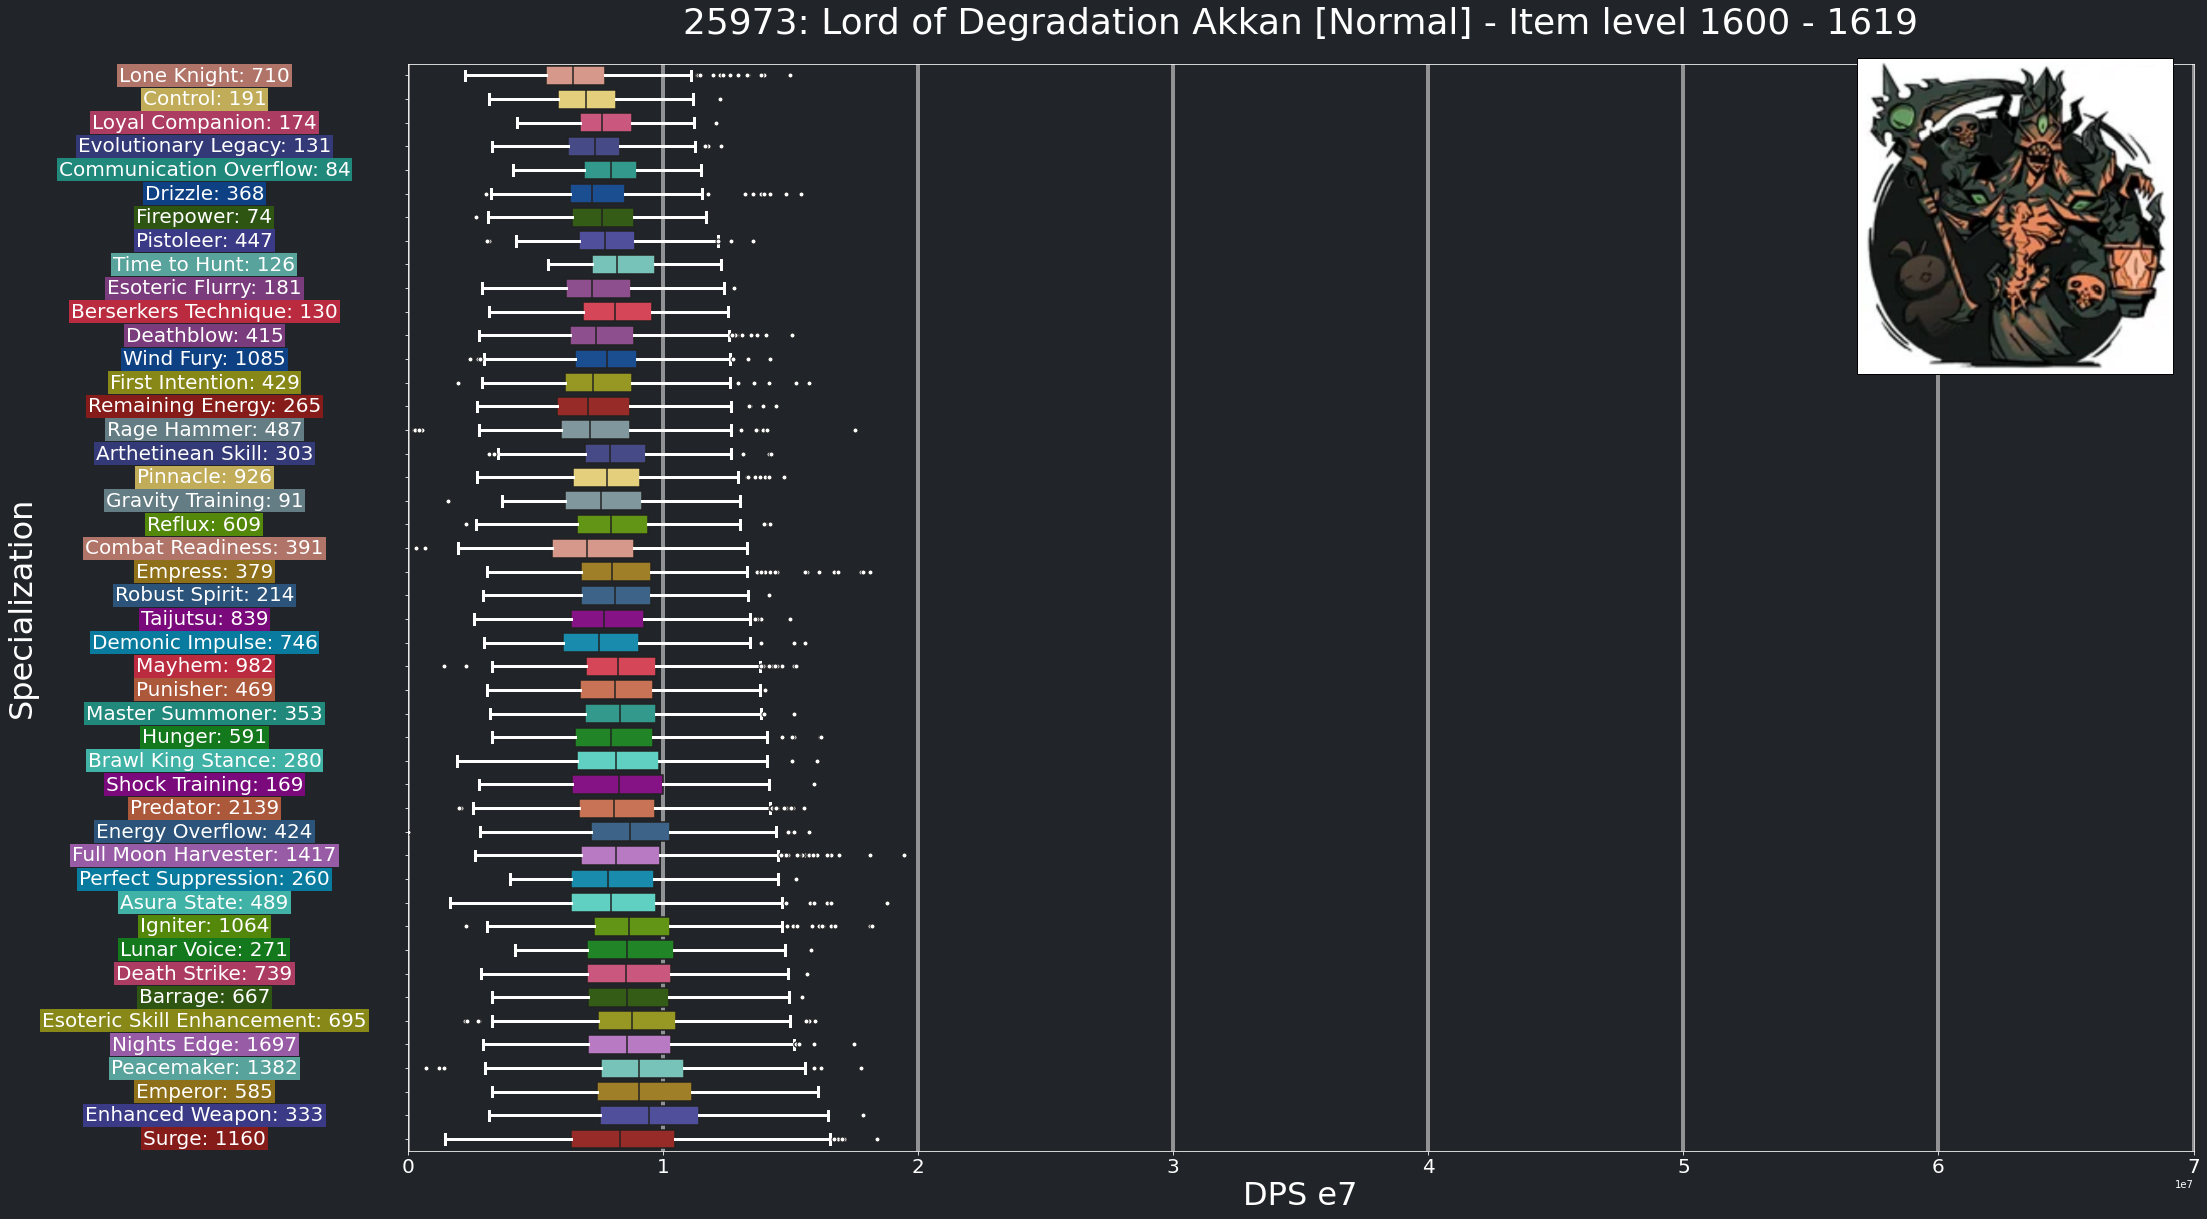 25973: Lord of Degradation Akkan [Normal] - Item level 1600 - 1619
Specialization
Lone Knight: 710
Control: 191
Loyal Companion: 174
Evolutionary Legacy: 131
Communication Overflow: 84
Drizzle: 368
Firepower: 74
Pistoleer: 447
Time to Hunt: 126
Esoteric Flurry: 181
Berserkers Technique: 130
Deathblow: 415
Wind Fury: 1085
First Intention: 429
Remaining Energy: 265
Rage Hammer: 487
Arthetinean Skill: 303
Pinnacle: 926
Gravity Training: 91
Reflux: 609
Combat Readiness: 391
Empress: 379
Robust Spirit: 214
Taijutsu: 839
Demonic Impulse: 746
Mayhem: 982
Punisher: 469
Master Summoner: 353
Hunger: 591
Brawl King Stance: 280
Shock Training: 169
Predator: 2139
Energy Overflow: 424
Full Moon Harvester: 1417
Perfect Suppression: 260
Asura State: 489
Igniter: 1064
Lunar Voice: 271
Death Strike: 739
Barrage: 667
Esoteric Skill Enhancement: 695
Nights Edge: 1697
Peacemaker: 1382
Emperor: 585
Enhanced Weapon: 333
Surge: 1160
0 1 2 3 4 5 6 7
1e7
DPS e7